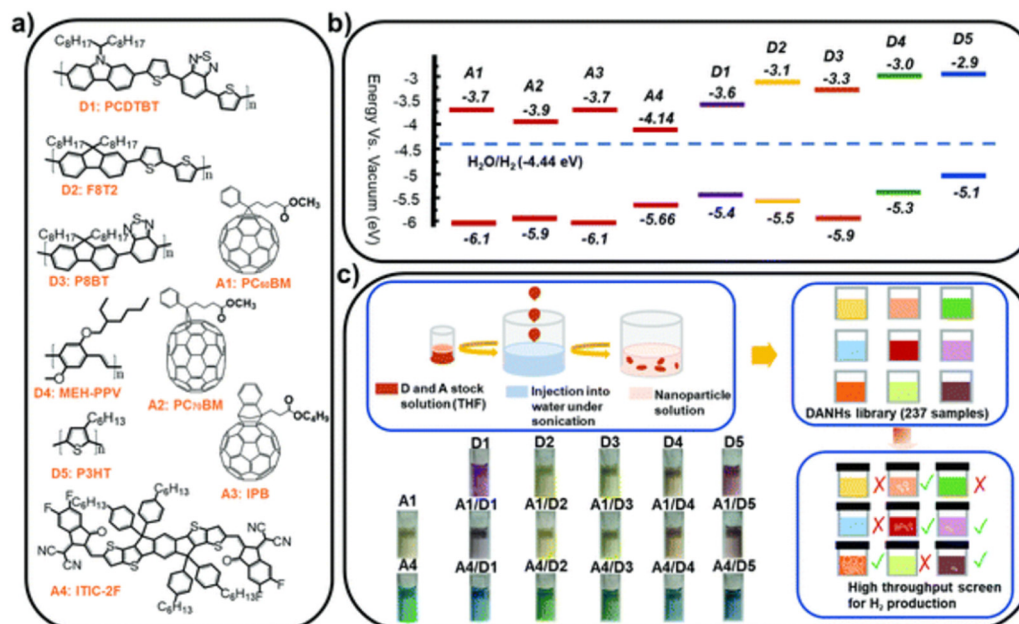 a)
C8H17 C8H17
N
N S N
S
S
n
D1: PCDTBT
C8H17 C8H17
S
S
n
D2: F8T2
C8H17 C8H17
N S N
n
D3: P8BT
OCH3
O
A1: PC60BM
O
O
n
D4: MEH-PPV
OCH3
O
A2: PC70BM
C6H13
S
n
D5: P3HT
OC4H9
O
A3: IPB
C6H13
C6H13
F
F
O
NC
CN
S
S
S
S
CN
NC
O
F
F
C6H13
C6H13
A4: ITIC-2F
b)
Energy Vs. Vacuum (eV)
-3
-3.5
-4
-4.5
-5
-5.5
-6
A1 A2 A3 A4 D1 D2 D3 D4 D5
-3.7 -3.9 -3.7 -4.14 -3.6 -3.1 -3.3 -3.0 -2.9
H2O/H2 (-4.44 eV)
-6.1 -5.9 -6.1 -5.66 -5.4 -5.5 -5.9 -5.3 -5.1
c)
D and A stock
solution (THF)
Injection into
water under
sonication
Nanoparticle
solution
DANHs library (237 samples)
D1 D2 D3 D4 D5
A1 A1/D1 A1/D2 A1/D3 A1/D4 A1/D5
A4 A4/D1 A4/D2 A4/D3 A4/D4 A4/D5
High throughput screen
for H2 production